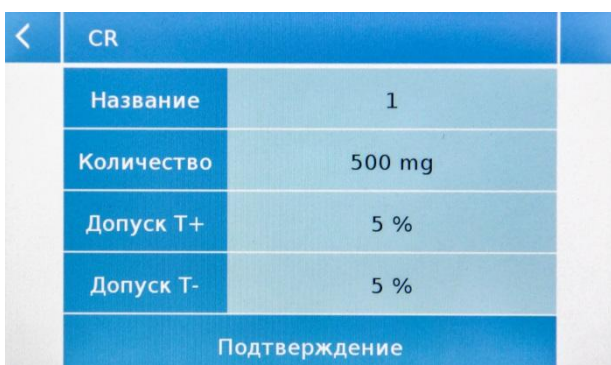 CR
Название 1
Количество 500 mg
Допуск T+ 5 %
Допуск T- 5 %
Подтверждение